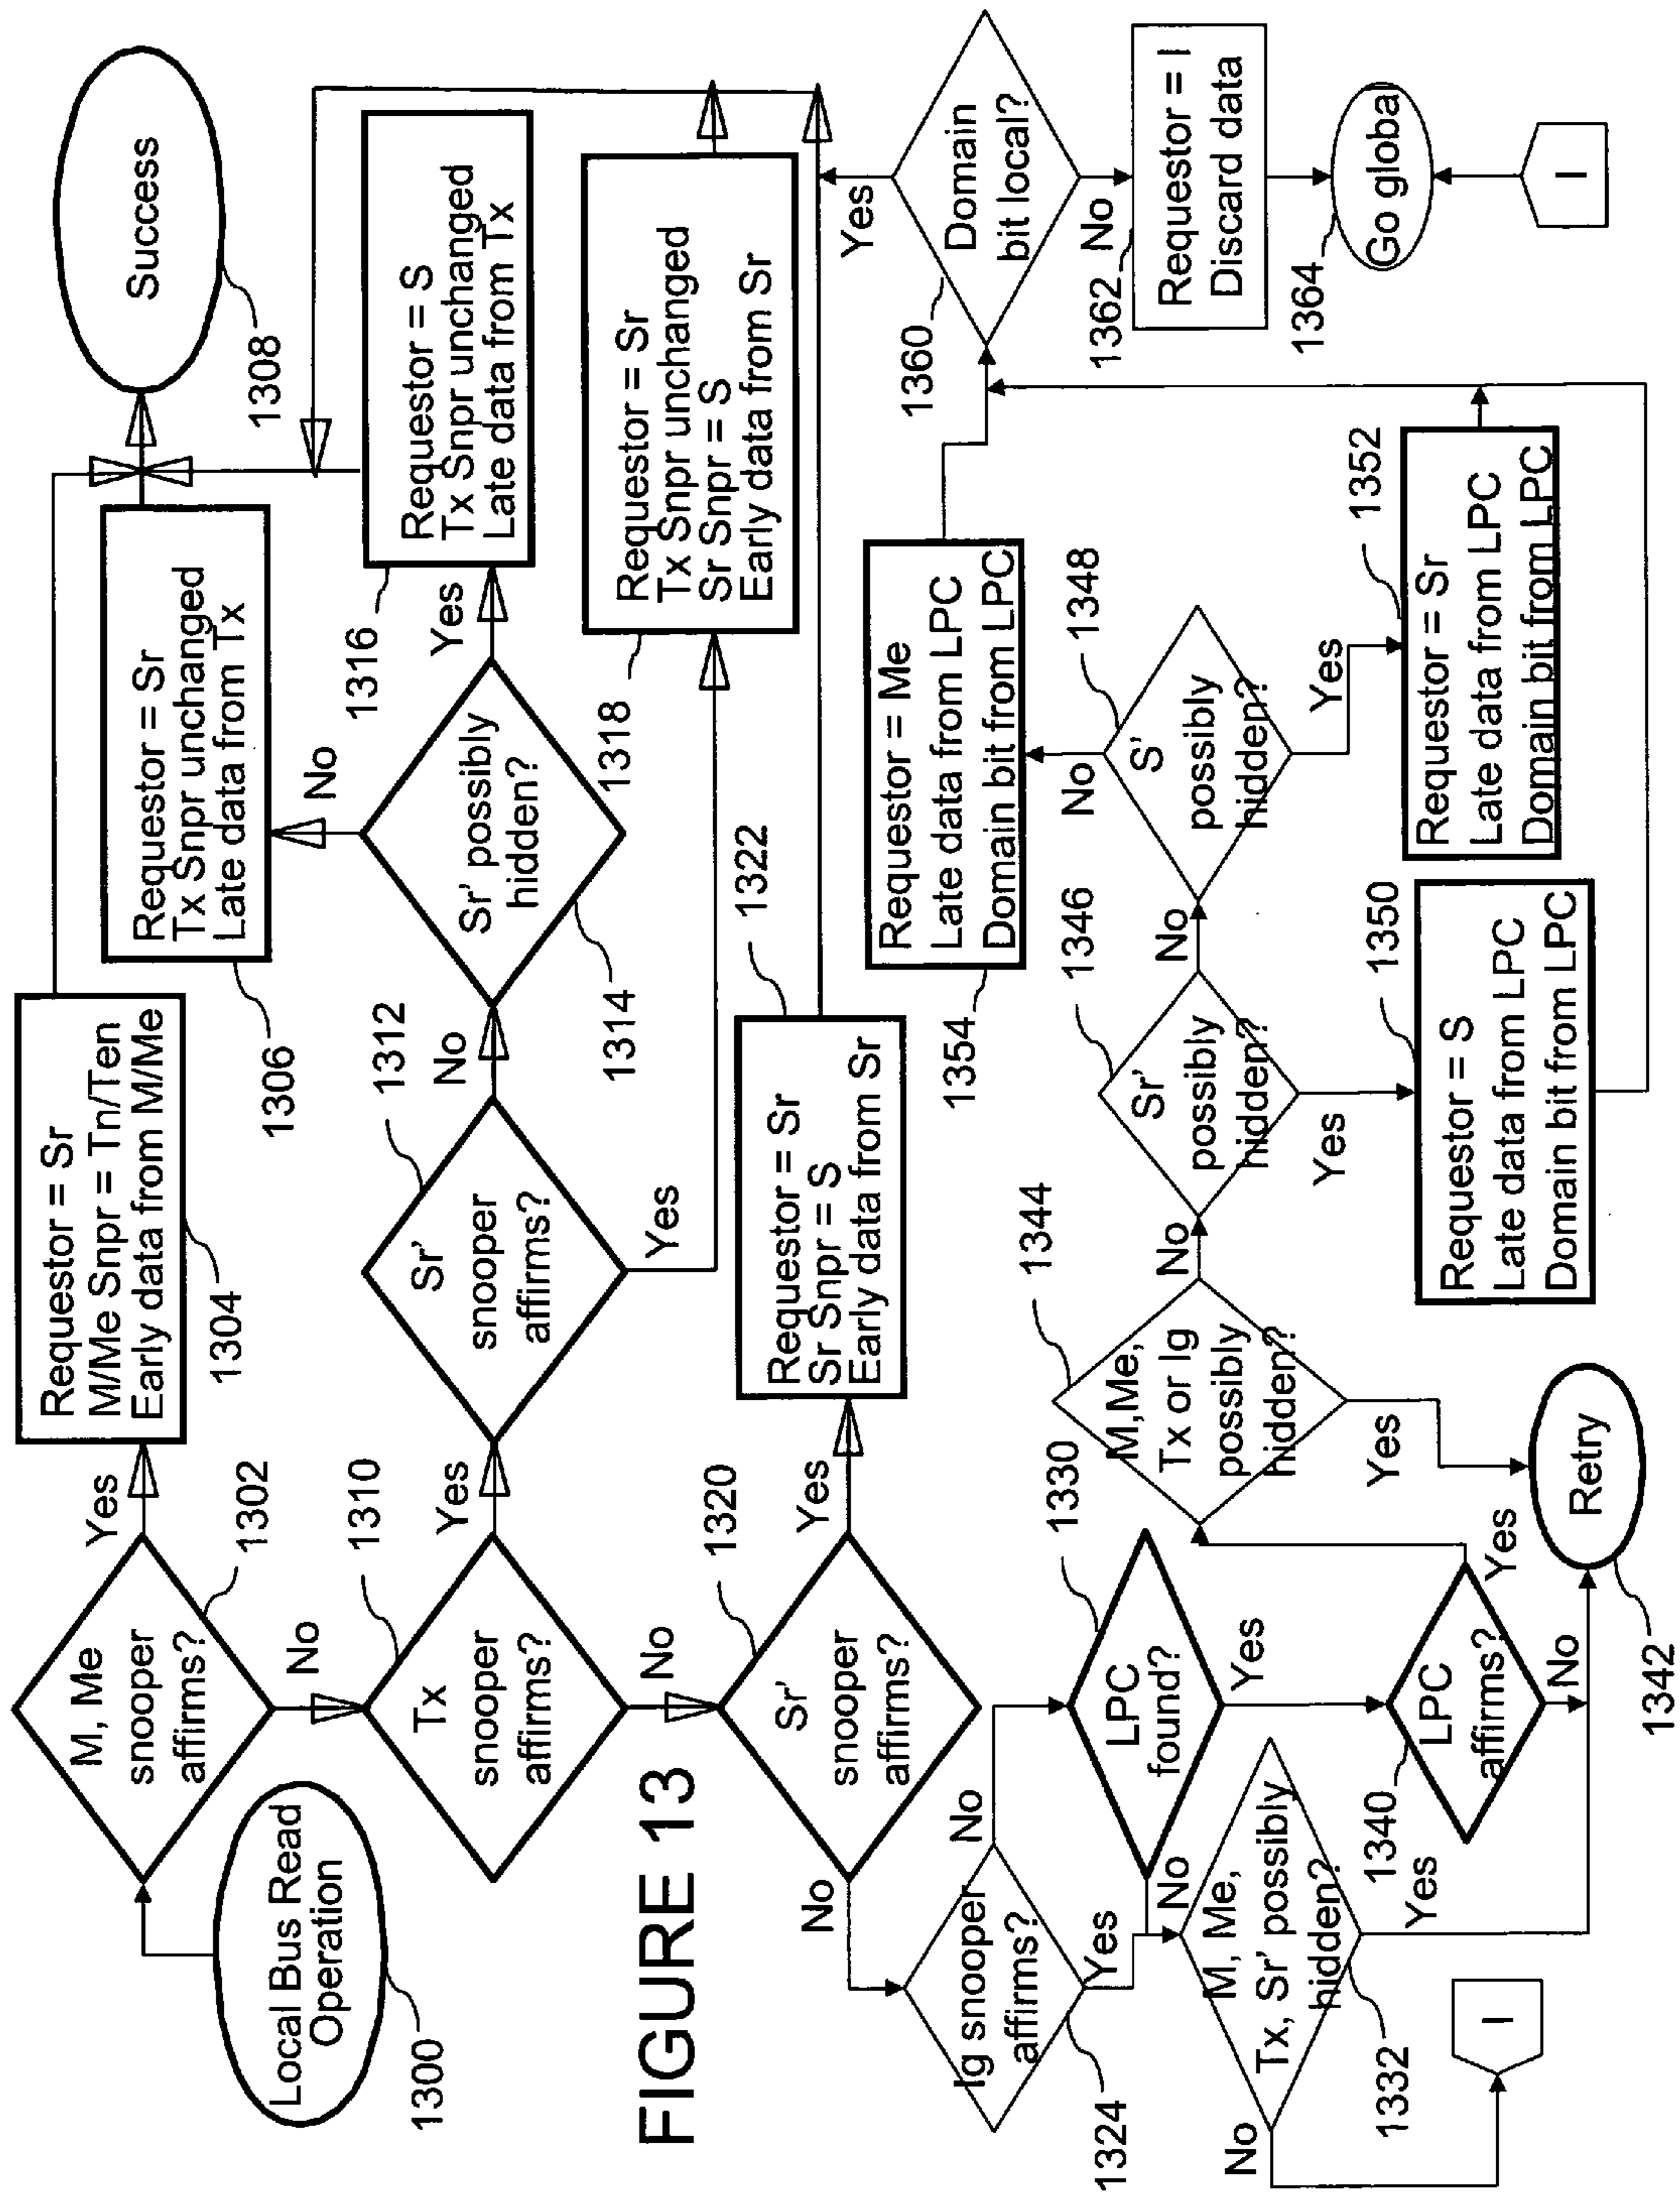 Local Bus Read
Operation
1300
M, Me
snooper
affirms?
1302
Yes
No
Requestor = Sr
M/Me Snpr = Tn/Ten
Early data from M/Me
1304
Requestor = Sr
Tx Snpr unchanged
Late data from Tx
1306
Success
1308
Tx
snooper
affirms?
1310
Yes
No
Sr'
snooper
affirms?
1312
No
Yes
Sr' possibly
hidden?
1314
No
Yes
Requestor = S
Tx Snpr unchanged
Late data from Tx
1316
Requestor = Sr
Tx Snpr unchanged
Sr Snpr = S
Early data from Sr
1318
FIGURE 13
Sr'
snooper
affirms?
1320
Yes
No
Requestor = Sr
Sr Snpr = S
Early data from Sr
1322
Ig snooper
affirms?
1324
No
Yes
LPC
found?
1330
No
Yes
M, Me,
Tx, Sr' possibly
hidden?
1332
No
Yes
I
LPC
affirms?
1340
Yes
No
Retry
1342
M,Me,
Tx or Ig
possibly
hidden?
1344
No
Yes
Sr'
possibly
hidden?
1346
No
Yes
S'
possibly
hidden?
1348
No
Yes
Requestor = S
Late data from LPC
Domain bit from LPC
1350
Requestor = Sr
Late data from LPC
Domain bit from LPC
1352
Requestor = Me
Late data from LPC
Domain bit from LPC
1354
Domain
bit local?
1360
Yes
No
Requestor = I
Discard data
1362
Go global
1364
I